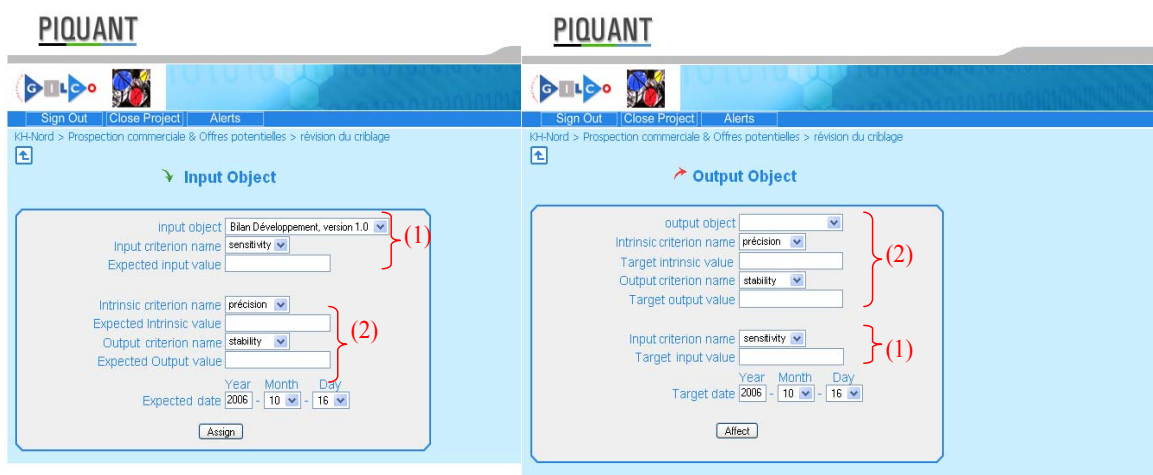 PIQUANT
G I L C O
Sign Out Close Project Alerts
KH-Nord > Prospection commerciale & Offres potentielles > révision du criblage
Input Object
input object Bilan Développement, version 1.0
Input criterion name sensitivity
Expected input value
(1)
Intrinsic criterion name précision
Expected Intrinsic value
Output criterion name stability
Expected Output value
(2)
Year Month Day
Expected date 2006 - 10 - 16
Assign
PIQUANT
G I L C O
Sign Out Close Project Alerts
KH-Nord > Prospection commerciale & Offres potentielles > révision du criblage
Output Object
output object
Intrinsic criterion name précision
Target intrinsic value
Output criterion name stability
Target output value
(2)
Input criterion name sensitivity
Target input value
(1)
Year Month Day
Target date 2006 - 10 - 16
Affect